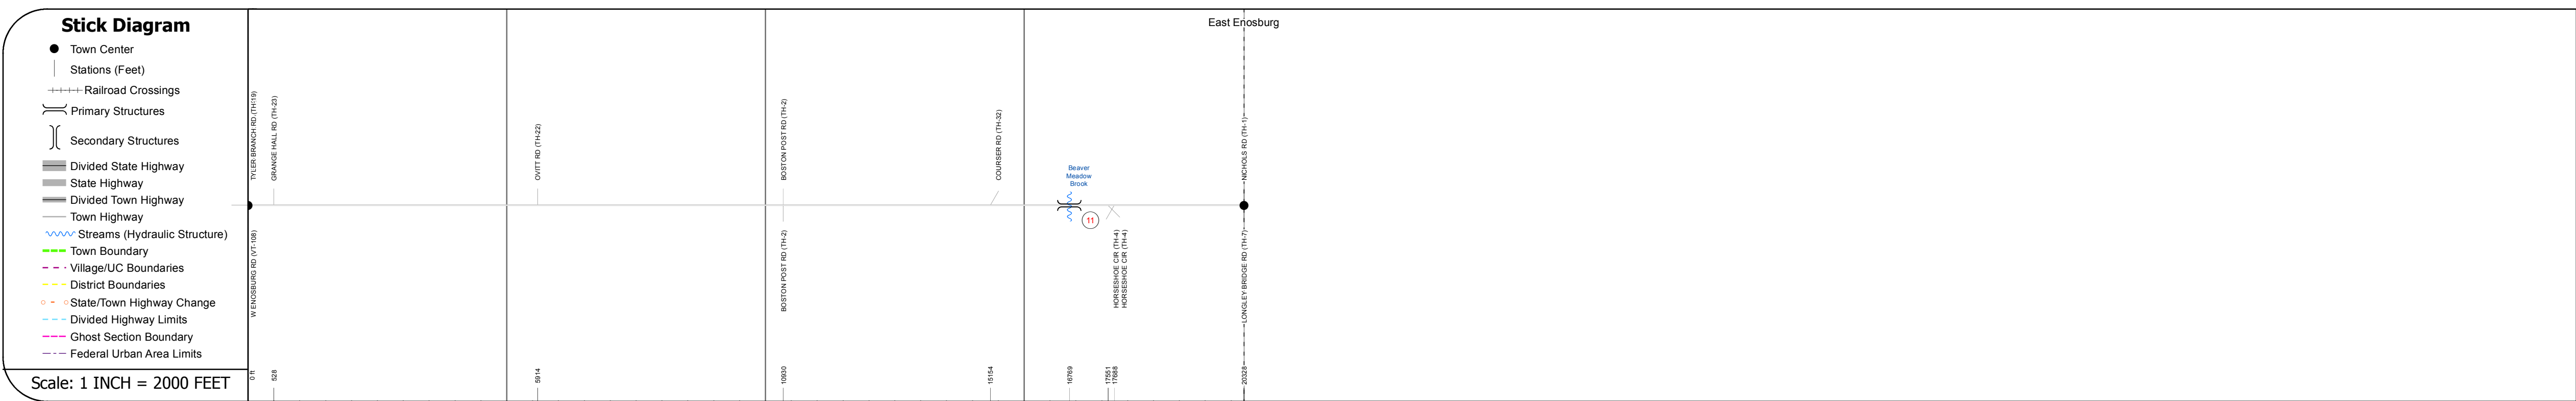 Stick Diagram
Town Center
Stations (Feet)
Railroad Crossings
Primary Structures
Secondary Structures
Divided State Highway
State Highway
Divided Town Highway
Town Highway
Streams (Hydraulic Structure)
Town Boundary
Village/UC Boundaries
District Boundaries
State/Town Highway Change
Divided Highway Limits
Ghost Section Boundary
Federal Urban Area Limits
Scale: 1 INCH = 2000 FEET
East Enosburg
TYLER BRANCH RD (TH-19)
GRANGE HALL RD (TH-23)
OVITT RD (TH-22)
BOSTON POST RD (TH-2)
COURSER RD (TH-32)
Beaver
Meadow
Brook
NICHOLS RD (TH-1)
11
W ENOSBURG RD (VT-108)
BOSTON POST RD (TH-2)
HORSESHOE CIR (TH-4)
HORSESHOE CIR (TH-4)
LONGLEY BRIDGE RD (TH-7)
0 ft
528
5914
10930
15154
16769
17551
17688
20328